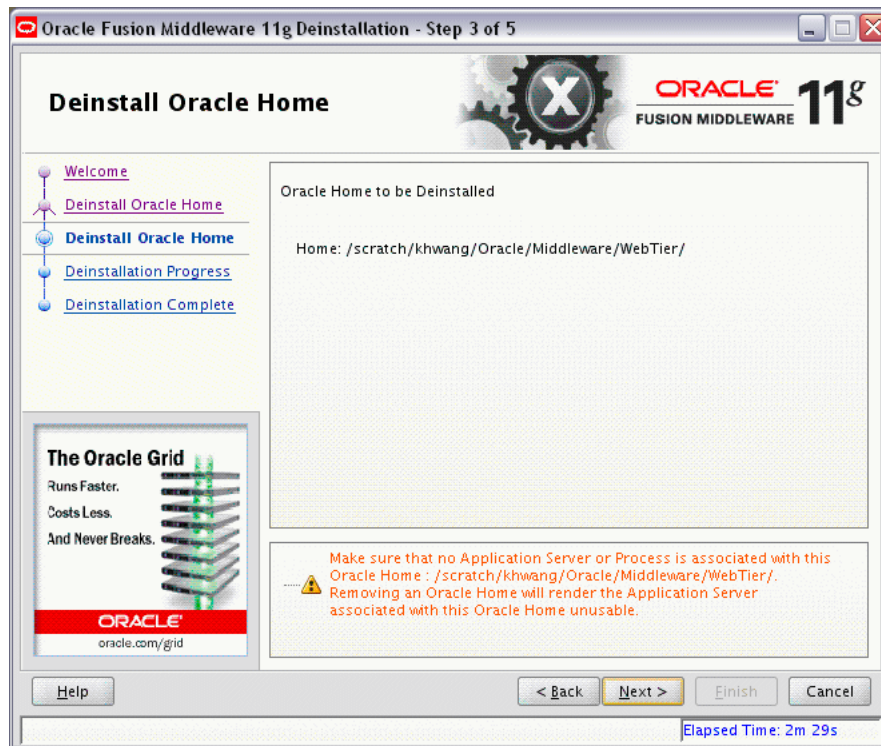 Oracle Fusion Middleware 11g Deinstallation - Step 3 of 5
Deinstall Oracle Home
X
ORACLE
FUSION MIDDLEWARE
11g
Welcome
Deinstall Oracle Home
Deinstall Oracle Home
Deinstallation Progress
Deinstallation Complete
Oracle Home to be Deinstalled
Home: /scratch/khwang/Oracle/Middleware/WebTier/
The Oracle Grid
Runs Faster.
Costs Less.
And Never Breaks.
ORACLE
oracle.com/grid
Make sure that no Application Server or Process is associated with this
Oracle Home : /scratch/khwang/Oracle/Middleware/WebTier/.
Removing an Oracle Home will render the Application Server
associated with this Oracle Home unusable.
Help
< Back
Next >
Finish
Cancel
Elapsed Time: 2m 29s